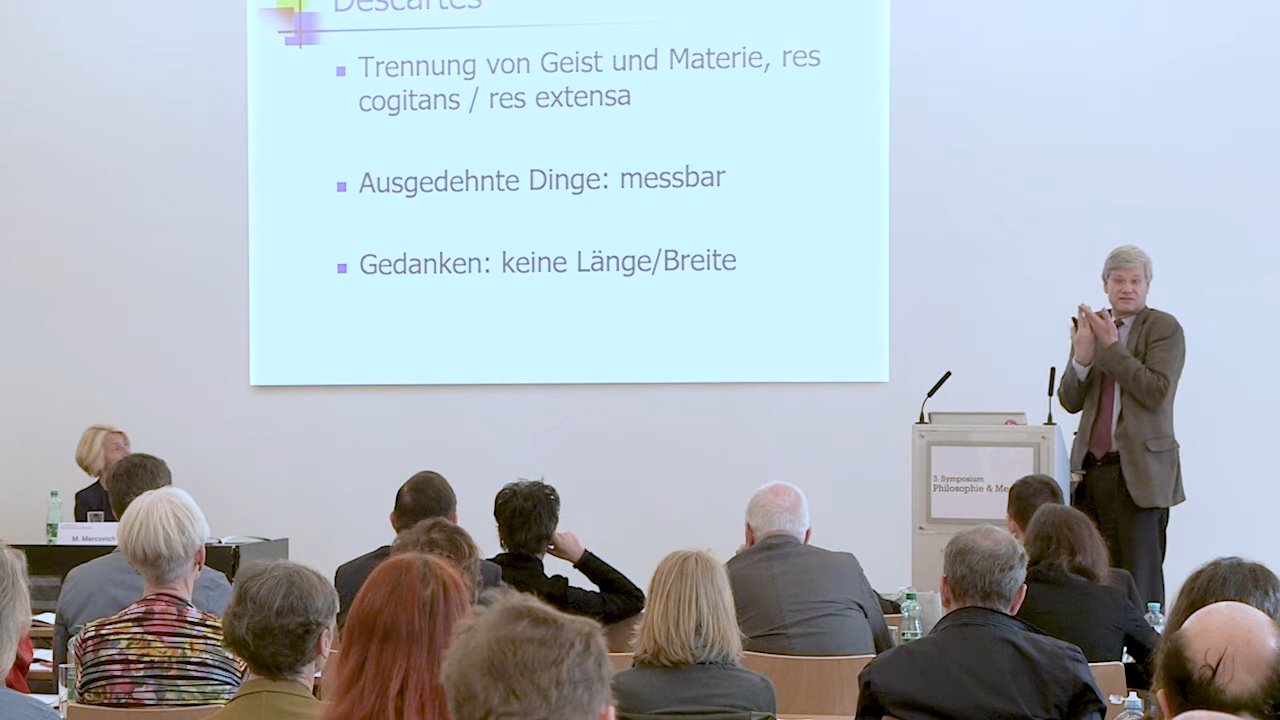 Descartes
Trennung von Geist und Materie, res
cogitans / res extensa
Ausgedehnte Dinge: messbar
Gedanken: keine Länge/Breite
3. Symposium
Philosophie & Me
M. Marcovich